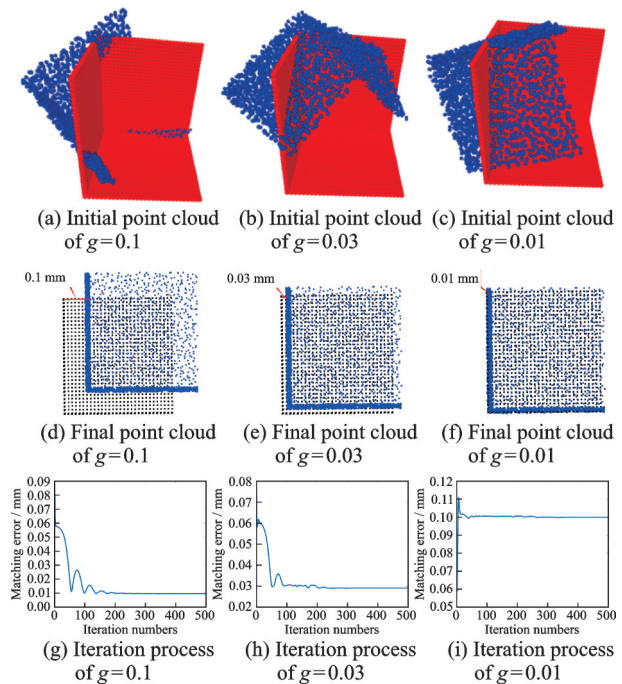 (a) Initial point cloud
of g=0.1
(b) Initial point cloud
of g=0.03
(c) Initial point cloud
of g=0.01
0.1 mm
0.03 mm
0.01 mm
(d) Final point cloud
of g=0.1
(e) Final point cloud
of g=0.03
(f) Final point cloud
of g=0.01
Matching error / mm
0.09
0.08
0.07
0.06
0.05
0.04
0.03
0.02
0.01
0.00
0 100 200 300 400 500
Iteration numbers
(g) Iteration process
of g=0.1
Matching error / mm
0.08
0.07
0.06
0.05
0.04
0.03
0.02
0 100 200 300 400 500
Iteration numbers
(h) Iteration process
of g=0.03
Matching error / mm
0.12
0.11
0.10
0.09
0.08
0.07
0.06
0.05
0 100 200 300 400 500
Iteration numbers
(i) Iteration process
of g=0.01